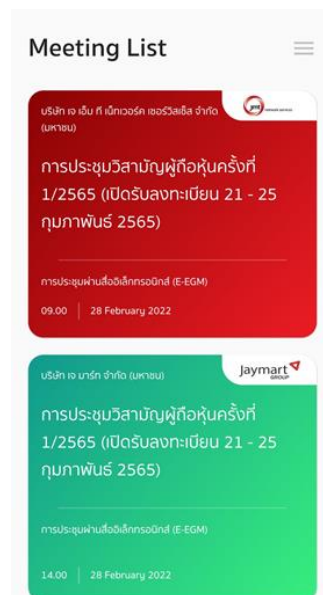 Meeting List
บริษัท เจ เอ็ม ที เน็ทเวอร์ค เซอร์วิสเซ็ส จำกัด
(มหาชน)
jmt
การประชุมวิสามัญผู้ถือหุ้นครั้งที่
1/2565 (เปิดรับลงทะเบียน 21 - 25
กุมภาพันธ์ 2565)
การประชุมผ่านสื่ออิเล็กทรอนิกส์ (E-EGM)
09.00 | 28 February 2022
บริษัท เจ มาร์ท จำกัด (มหาชน)
Jaymart
GROUP
การประชุมวิสามัญผู้ถือหุ้นครั้งที่
1/2565 (เปิดรับลงทะเบียน 21 - 25
กุมภาพันธ์ 2565)
การประชุมผ่านสื่ออิเล็กทรอนิกส์ (E-EGM)
14.00 | 28 February 2022